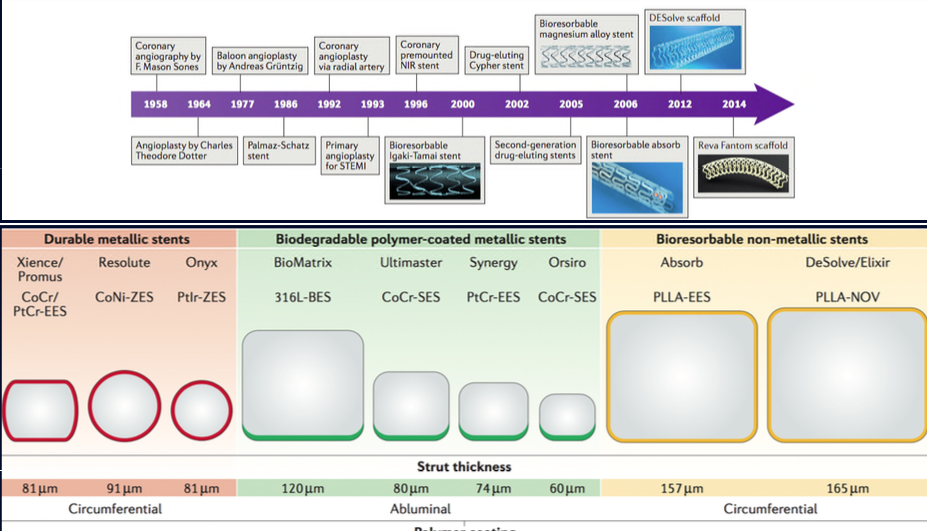 Coronary
angiography by
F. Mason Sones
Baloon angioplasty
by Andreas Grüntzig
Coronary
angioplasty
via radial artery
Coronary
premounted
NIR stent
Drug-eluting
Cypher stent
Bioresorbable
magnesium alloy stent
DESolve scaffold
1958 1964 1977 1986 1992 1993 1996 2000 2002 2005 2006 2012 2014
Angioplasty by Charles
Theodore Dotter
Palmaz-Schatz
stent
Primary
angioplasty
for STEMI
Bioresorbable
Igaki-Tamai stent
Second-generation
drug-eluting stents
Bioresorbable absorb
stent
Reva Fantom scaffold
Durable metallic stents Biodegradable polymer-coated metallic stents Bioresorbable non-metallic stents
Xience/
Promus
Resolute Onyx BioMatrix Ultimaster Synergy Orsiro Absorb DeSolve/Elixir
CoCr/
PtCr-EES
CoNi-ZES PtIr-ZES 316L-BES CoCr-SES PtCr-EES CoCr-SES PLLA-EES PLLA-NOV
Strut thickness
81µm 91µm 81µm 120µm 80µm 74µm 60µm 157µm 165µm
Circumferential Abluminal Circumferential
Polymer coating